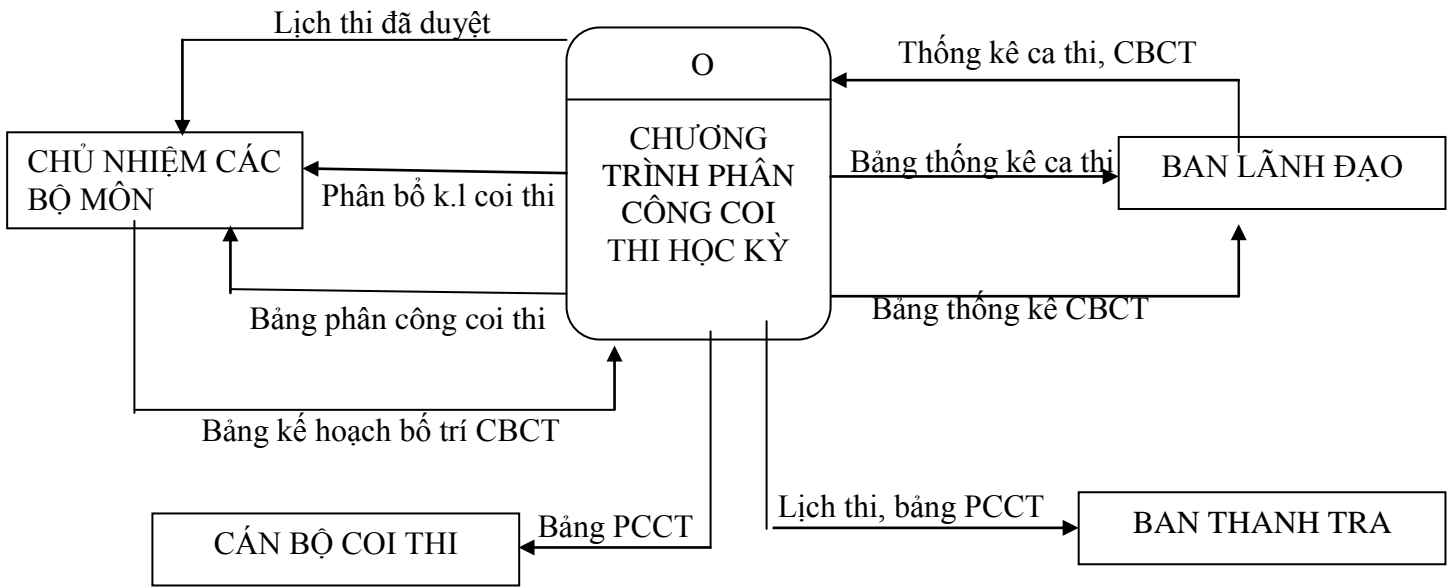 Lịch thi đã duyệt
O
Thống kê ca thi, CBCT
CHỦ NHIỆM CÁC
BỘ MÔN
CHƯƠNG
TRÌNH PHÂN
CÔNG COI
THI HỌC KỲ
Phân bổ k.l coi thi
Bảng thống kê ca thi
BAN LÃNH ĐẠO
Bảng phân công coi thi
Bảng thống kê CBCT
Bảng kế hoạch bố trí CBCT
CÁN BỘ COI THI
Bảng PCCT
Lịch thi, bảng PCCT
BAN THANH TRA